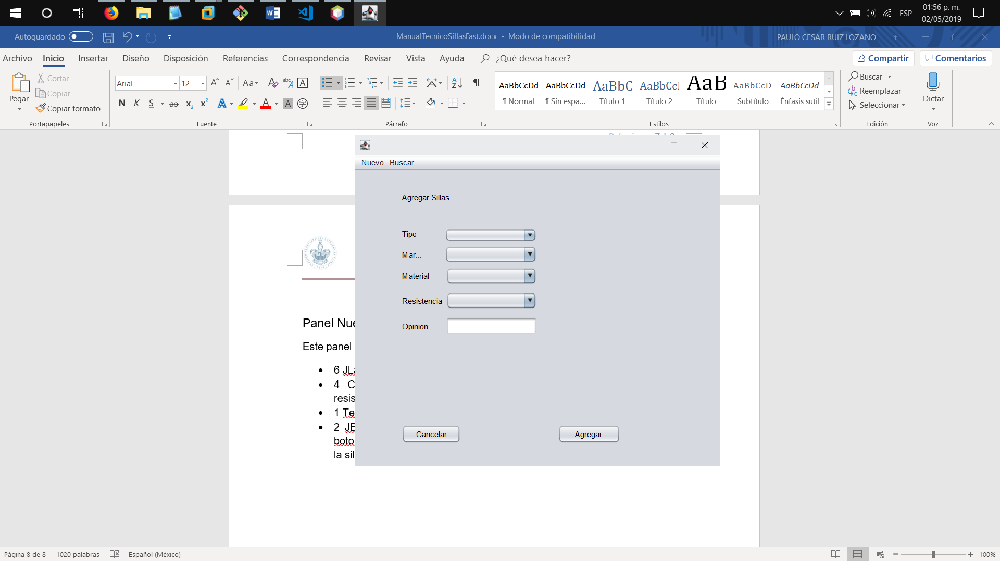 ESP
01:56 p. m.
02/05/2019
Autoguardado
ManualTecnicoSillasFast.docx - Modo de compatibilidad
PAULO CESAR RUIZ LOZANO
Archivo Inicio Insertar Diseño Disposición Referencias Correspondencia Revisar Vista Ayuda ¿Qué desea hacer? Compartir Comentarios
Pegar
Cortar
Copiar
Copiar formato
Portapapeles
Arial 12
Fuente
Párrafo
AaBbCcDd AaBbCcDd AaBbC AaBbCcI AaB AaBbCcD AaBbCcDd
¶ Normal ¶ Sin espa... Título 1 Título 2 Título Subtítulo Énfasis sutil
Estilos
Buscar
Reemplazar
Seleccionar
Edición
Dictar
Voz
Nuevo Buscar
Agregar Sillas
Tipo
Mar...
Material
Resistencia
Opinion
Cancelar Agregar
Panel Nue
Este panel
6 JLa
4 C
resis
1 Te
2 JB
boto
la sil
Página 8 de 8 1020 palabras Español (México) 100%